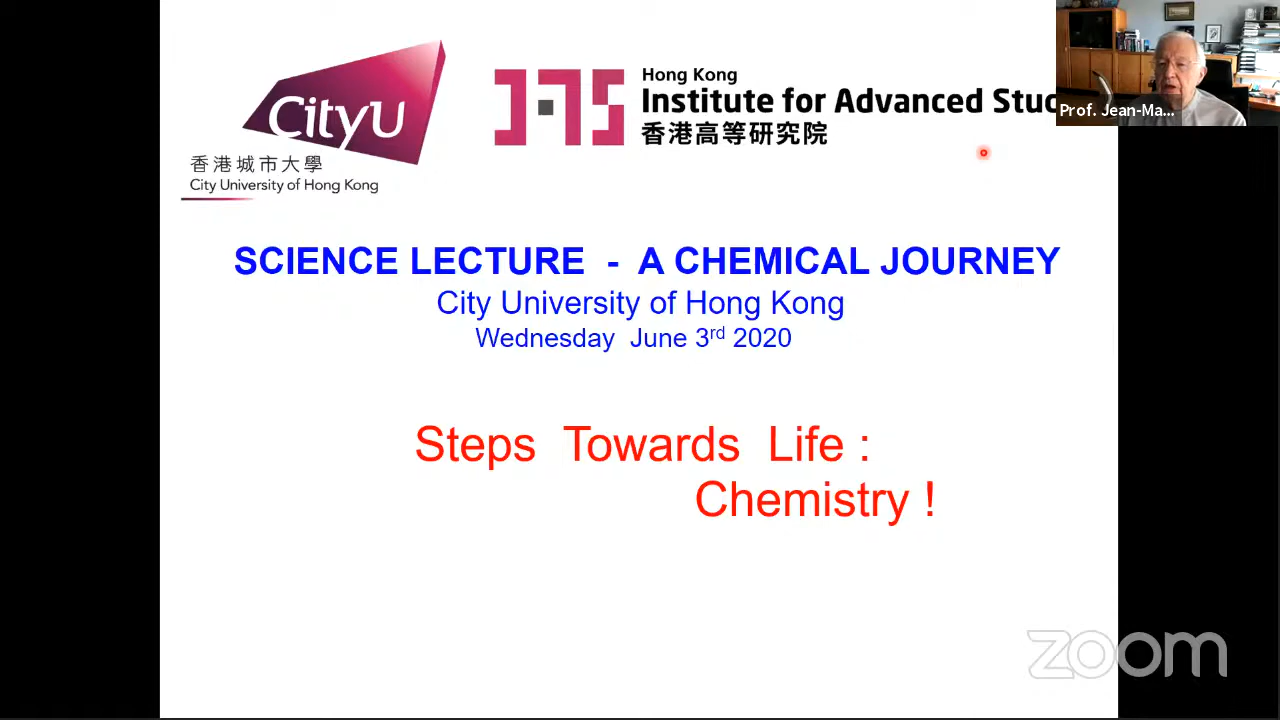 CityU
香港城市大學
City University of Hong Kong
Hong Kong
Institute for Advanced
香港高等研究院
Prof. Jean-Ma...
SCIENCE LECTURE - A CHEMICAL JOURNEY
City University of Hong Kong
Wednesday June 3rd 2020
Steps Towards Life :
Chemistry !
zoom